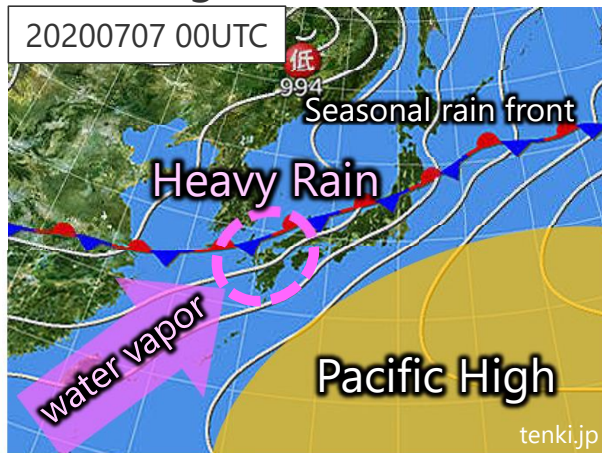 20200707 00UTC
低
994
Seasonal rain front
Heavy Rain
water vapor
Pacific High
tenki.jp